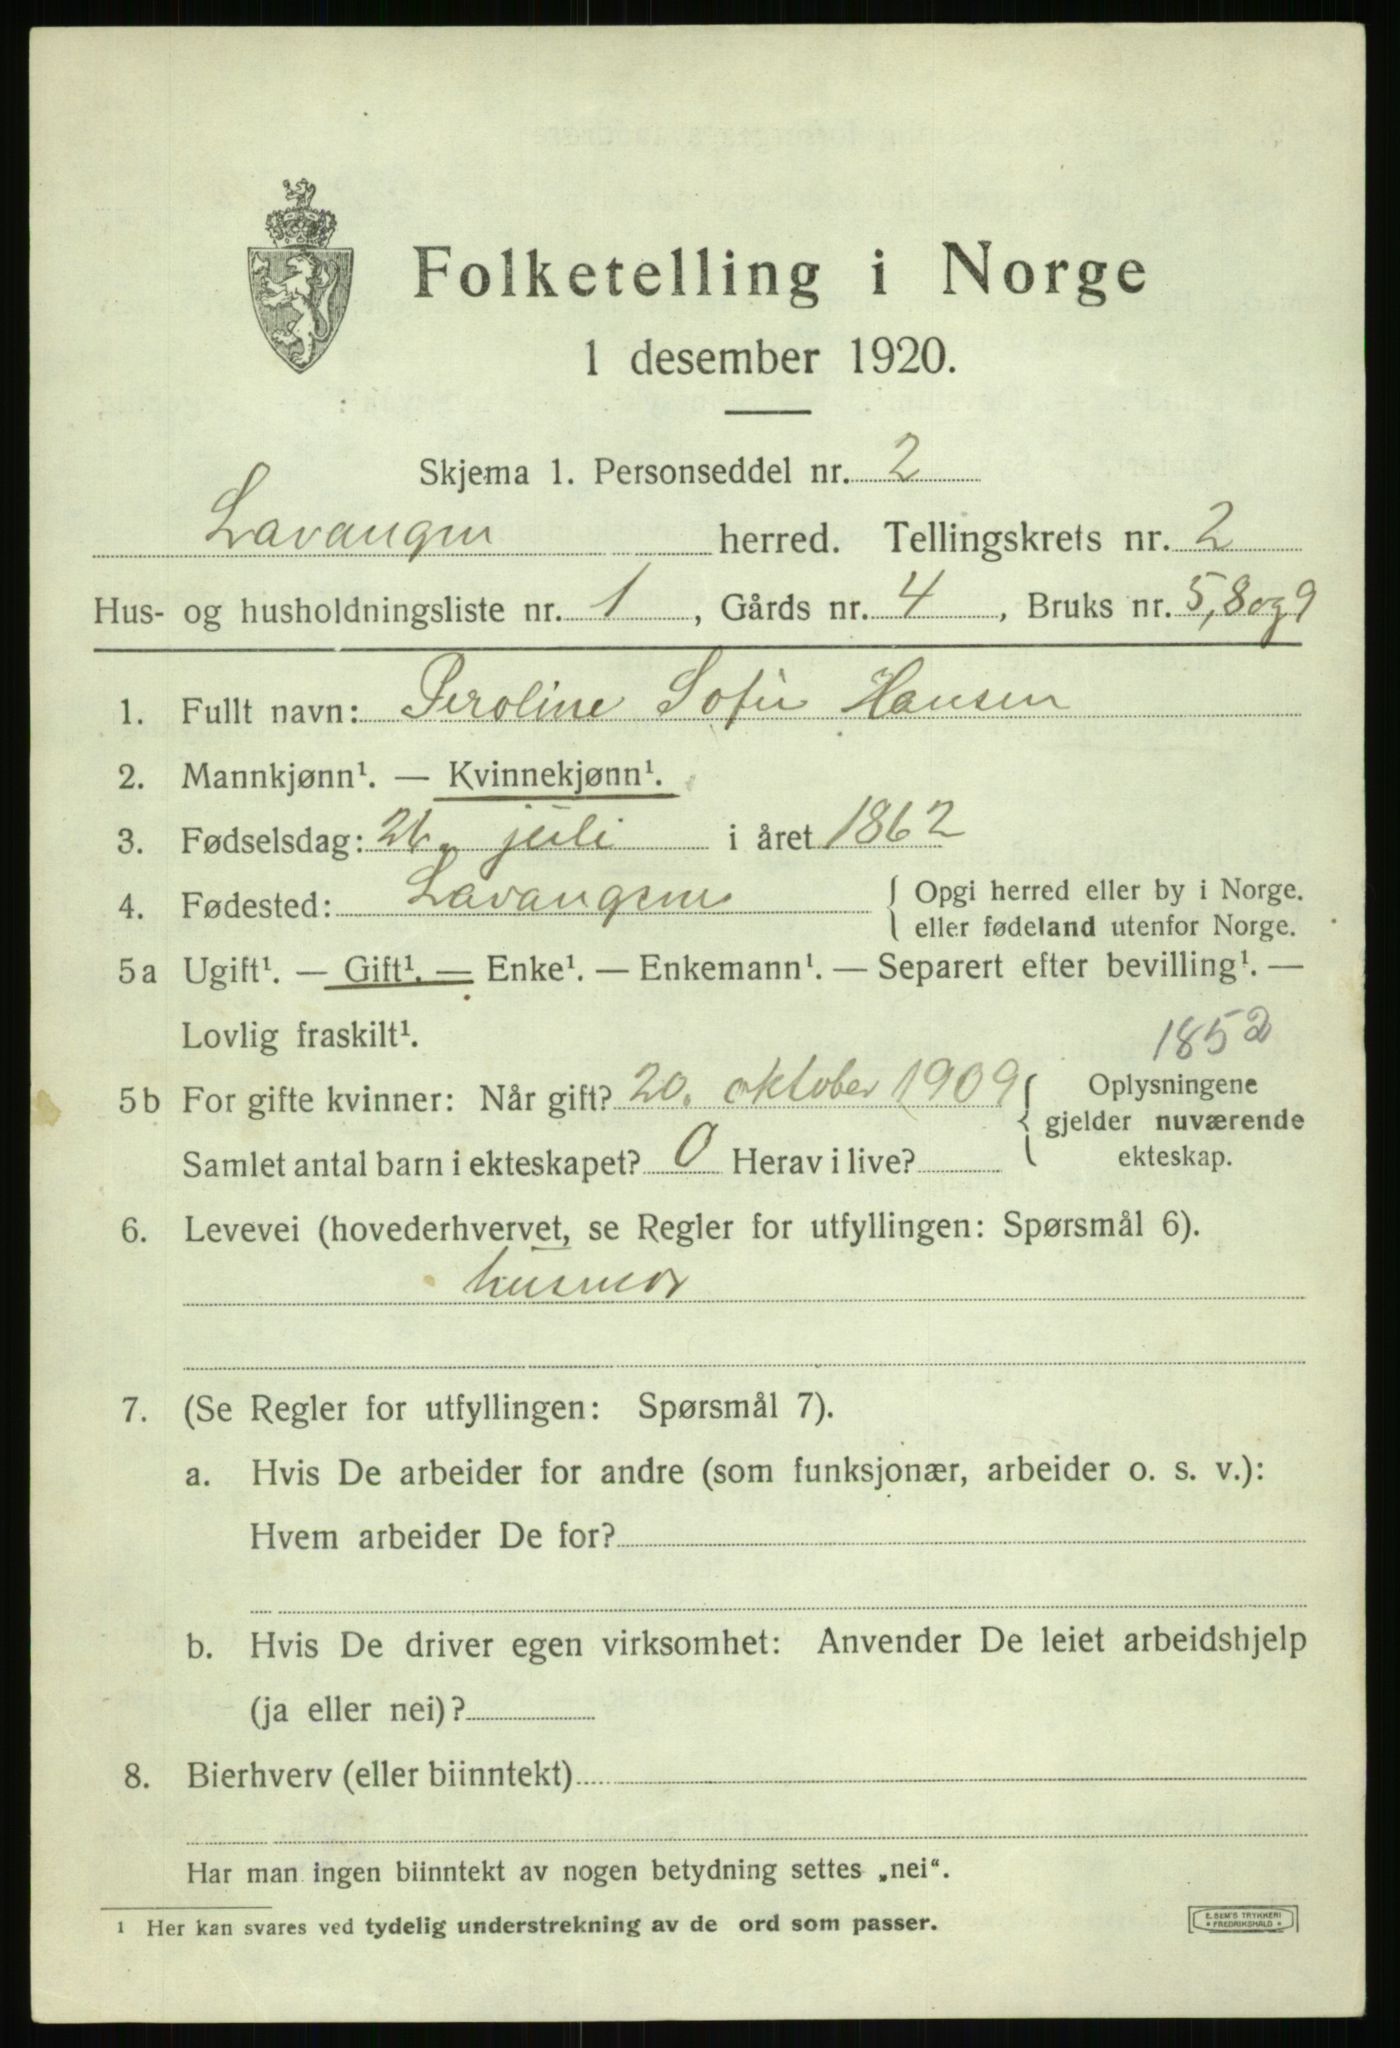 Folketelling i Norge
1 desember 1920.
Skjema 1. Personseddel nr. 2
Lavangen herred. Tellingskrets nr. 2
Hus- og husholdningsliste nr. 1, Gårds nr. 4, Bruks nr. 5, 8 og 9
1. Fullt navn: Peroline Sofie Hansen
2. Mannkjønn¹. — Kvinnekjønn¹.
3. Fødselsdag: 26. juli i året 1862
4. Fødested: Lavangen { Opgi herred eller by i Norge.
eller fødeland utenfor Norge.
5a Ugift¹. — Gift¹. — Enke¹. — Enkemann¹. — Separert efter bevilling¹. —
Lovlig fraskilt¹.
1852
5b For gifte kvinner: Når gift? 20. oktober 1909 { Oplysningene
gjelder nuværende
Samlet antal barn i ekteskapet? 0 Herav i live? ekteskap.
6. Levevei (hovederhvervet, se Regler for utfyllingen: Spørsmål 6).
husmor
7. (Se Regler for utfyllingen: Spørsmål 7).
a. Hvis De arbeider for andre (som funksjonær, arbeider o. s. v.):
Hvem arbeider De for?
b. Hvis De driver egen virksomhet: Anvender De leiet arbeidshjelp
(ja eller nei)?
8. Bierhverv (eller biinntekt)
Har man ingen biinntekt av nogen betydning settes „nei“.
¹ Her kan svares ved tydelig understrekning av de ord som passer.
E. SEM'S TRYKKERI
• FREDRIKSHALD •